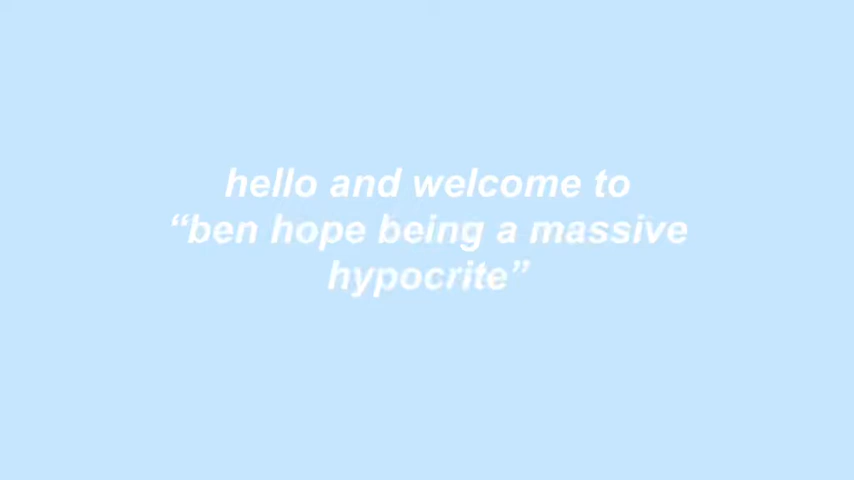 hello and welcome to
“ben hope being a massive
hypocrite”